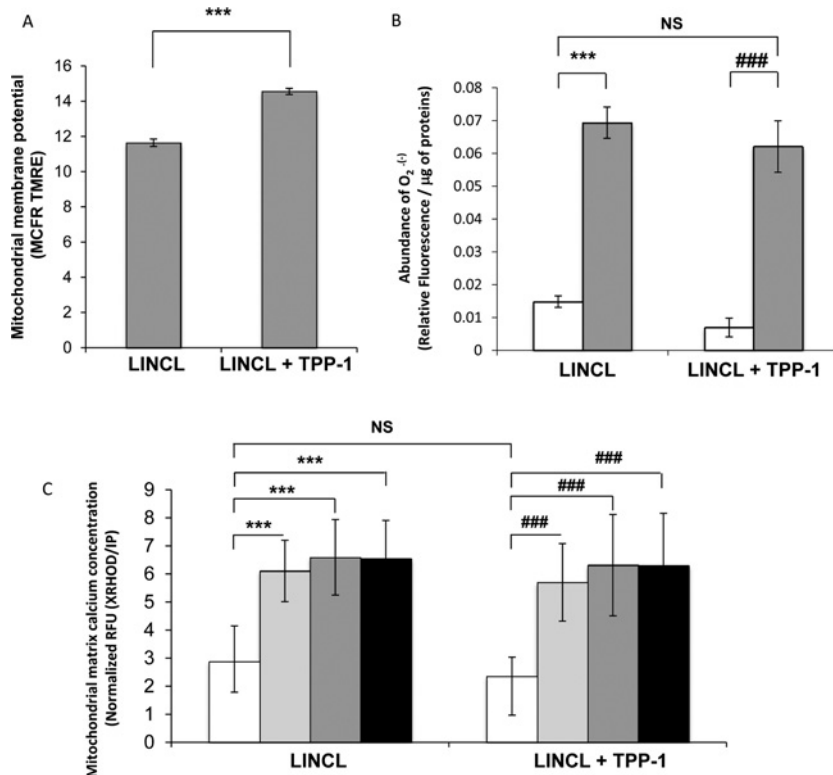 A
***
Mitochondrial membrane potential
(MCFR TMRE)
16
14
12
10
8
6
4
2
0
LINCL
LINCL + TPP-1
B
NS
***
###
Abundance of O2 .(-)
(Relative Fluorescence / µg of proteins)
0.08
0.07
0.06
0.05
0.04
0.03
0.02
0.01
0
LINCL
LINCL + TPP-1
C
NS
***
***
***
###
###
###
Mitochondrial matrix calcium concentration
(Normalized RFU (XRHOD/IP)
9
8
7
6
5
4
3
2
1
0
LINCL
LINCL + TPP-1